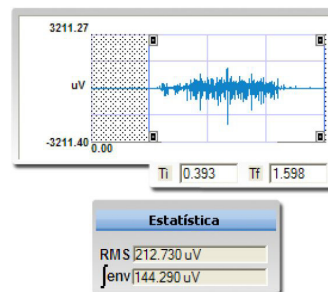 3211.27
uV
-3211.40
0.00
Ti 0.393 Tf 1.598
Estatística
RMS 212.730 uV
∫env 144.290 uV